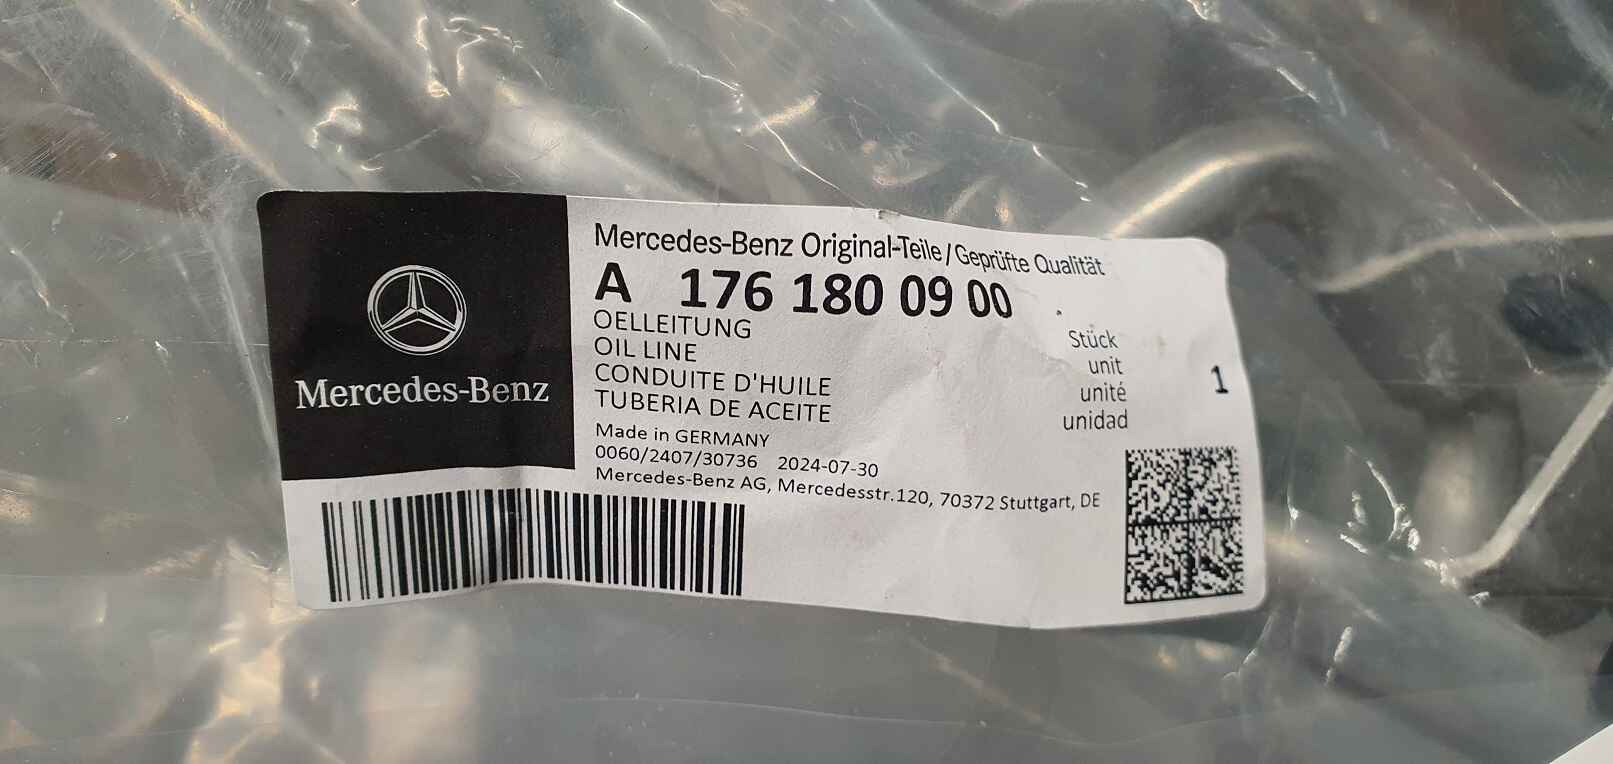 Mercedes-Benz
Mercedes-Benz Original-Teile/Geprüfte Qualität
A 176 180 09 00
OELLEITUNG
OIL LINE
CONDUITE D'HUILE
TUBERIA DE ACEITE
Stück
unit
unité
unidad
1
Made in GERMANY
0060/2407/30736 2024-07-30
Mercedes-Benz AG, Mercedesstr.120, 70372 Stuttgart, DE